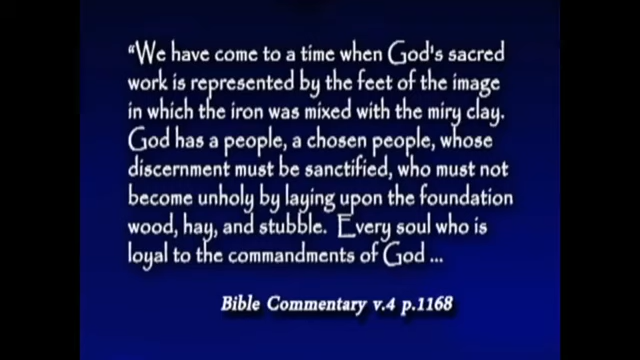 "We have come to a time when God's sacred
work is represented by the feet of the image
in which the iron was mixed with the miry clay.
God has a people, a chosen people, whose
discernment must be sanctified, who must not
become unholy by laying upon the foundation
wood, hay, and stubble. Every soul who is
loyal to the commandments of God ...
Bible Commentary v.4 p.1168